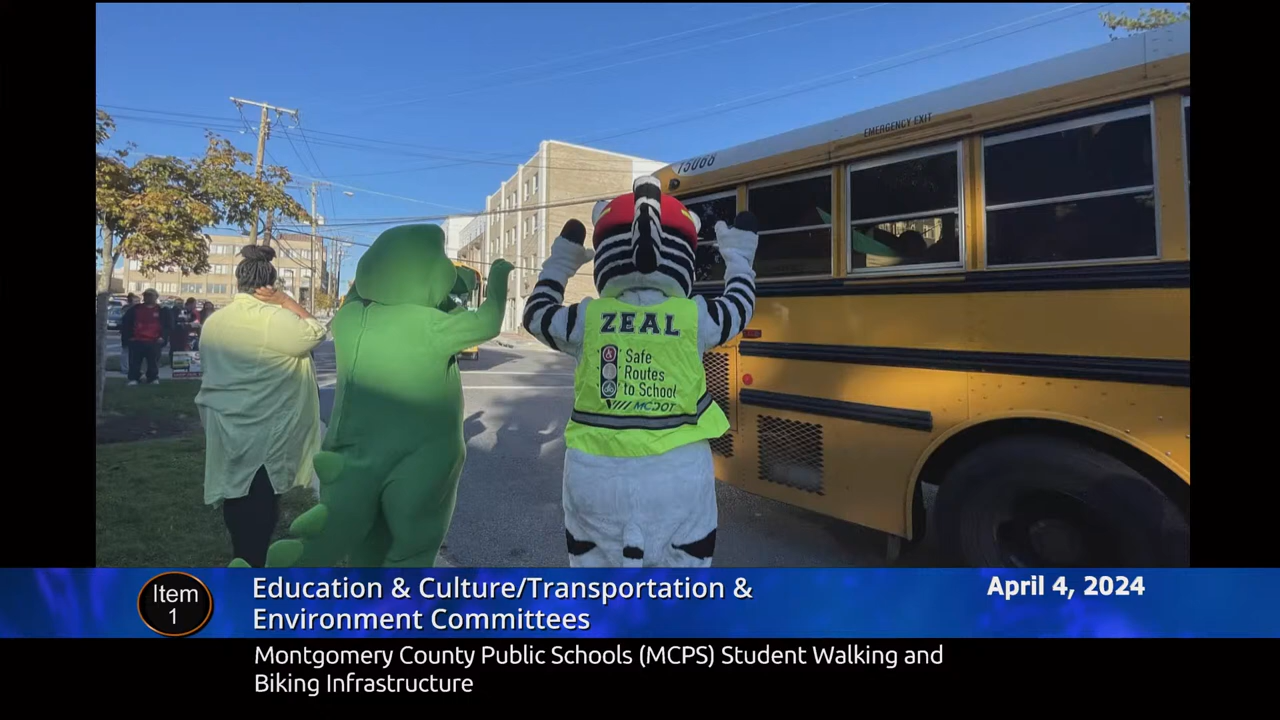 15068
EMERGENCY EXIT
ZEAL
Safe
Routes
to School
MCDOT
Item
1
Education & Culture/Transportation &
Environment Committees
April 4, 2024
Montgomery County Public Schools (MCPS) Student Walking and
Biking Infrastructure